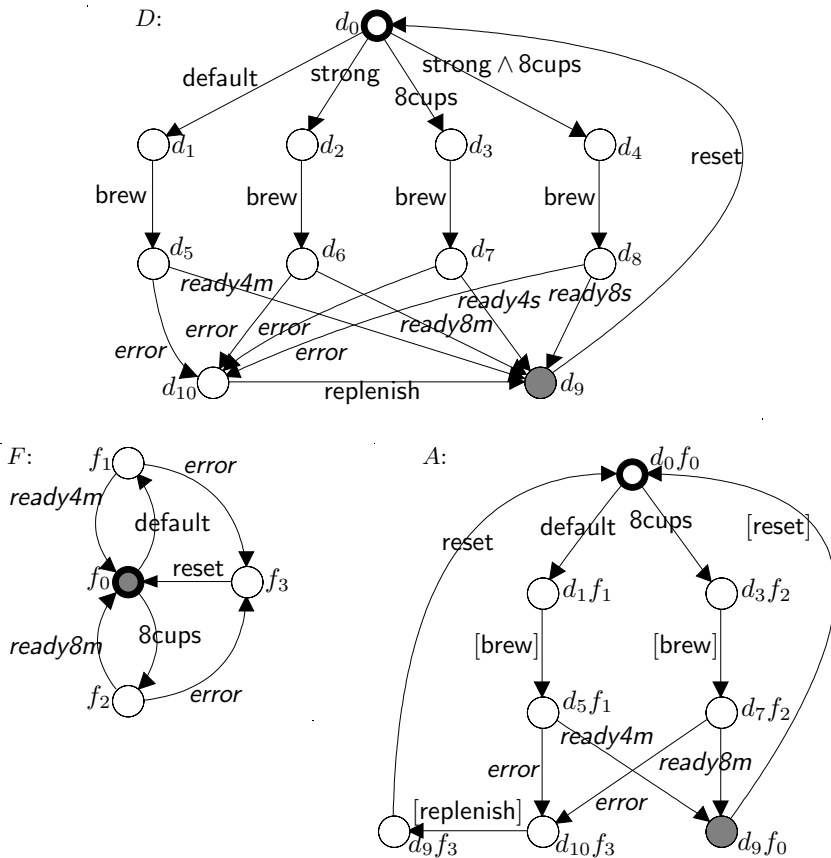 D:
d₀
default
strong
strong ∧ 8cups
8cups
d₁ d₂ d₃ d₄
reset
brew brew brew brew
d₅ d₆ d₇ d₈
ready4m ready4s ready8s
error error ready8m
error error
d₁₀ replenish d₉
F:
f₁
error
ready4m
default
f₀ reset f₃
8cups
ready8m
f₂ error
A:
d₀f₀
default 8cups [reset]
reset
d₁f₁ d₃f₂
[brew] [brew]
d₅f₁ d₇f₂
ready4m
error ready8m
[replenish] error
d₉f₃ d₁₀f₃ d₉f₀